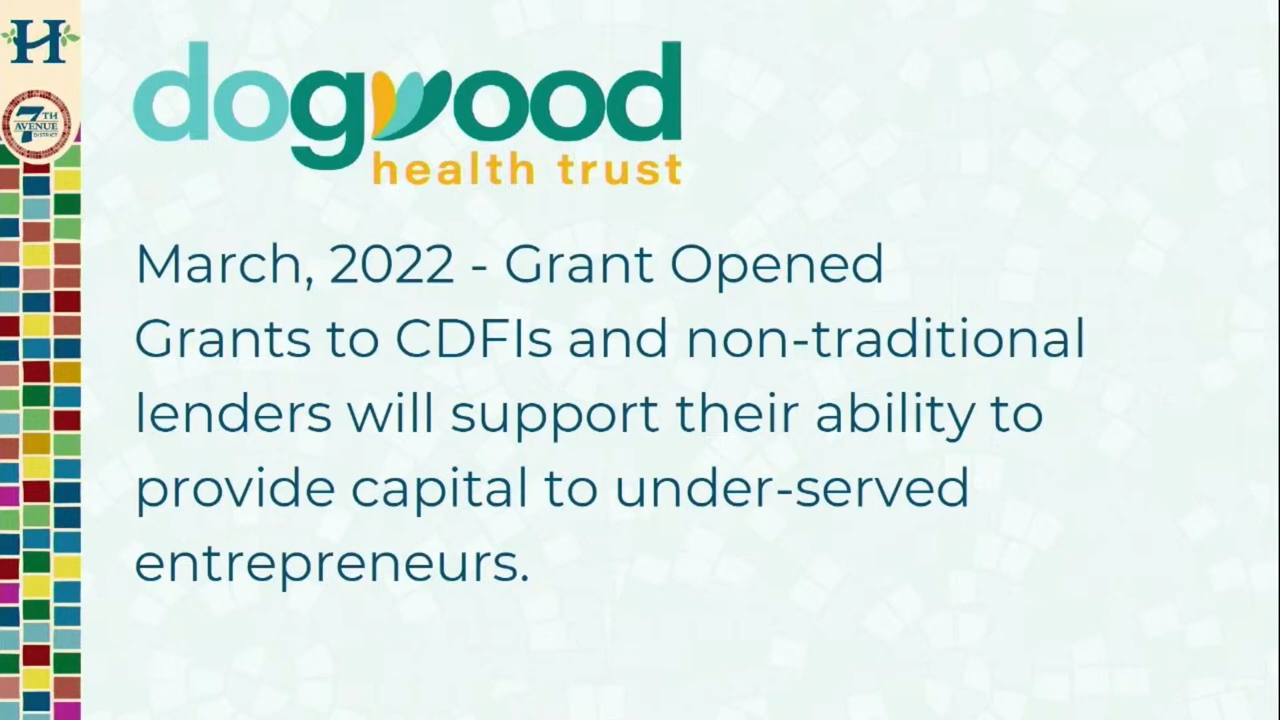 H
7TH
AVENUE
DISTRICT
dogwood
health trust
March, 2022 - Grant Opened
Grants to CDFIs and non-traditional
lenders will support their ability to
provide capital to under-served
entrepreneurs.